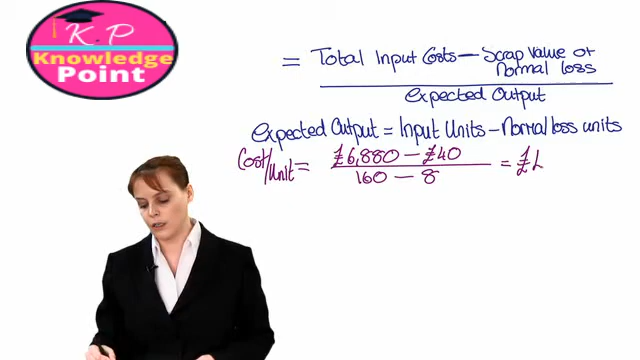 K.P
Knowledge
Point
= Total Input Costs — Scrap Value of
Normal loss
Expected Output
Expected Output = Input Units — Normal loss units
Cost/Unit = £6,880 — £40 = £4
160 — 8